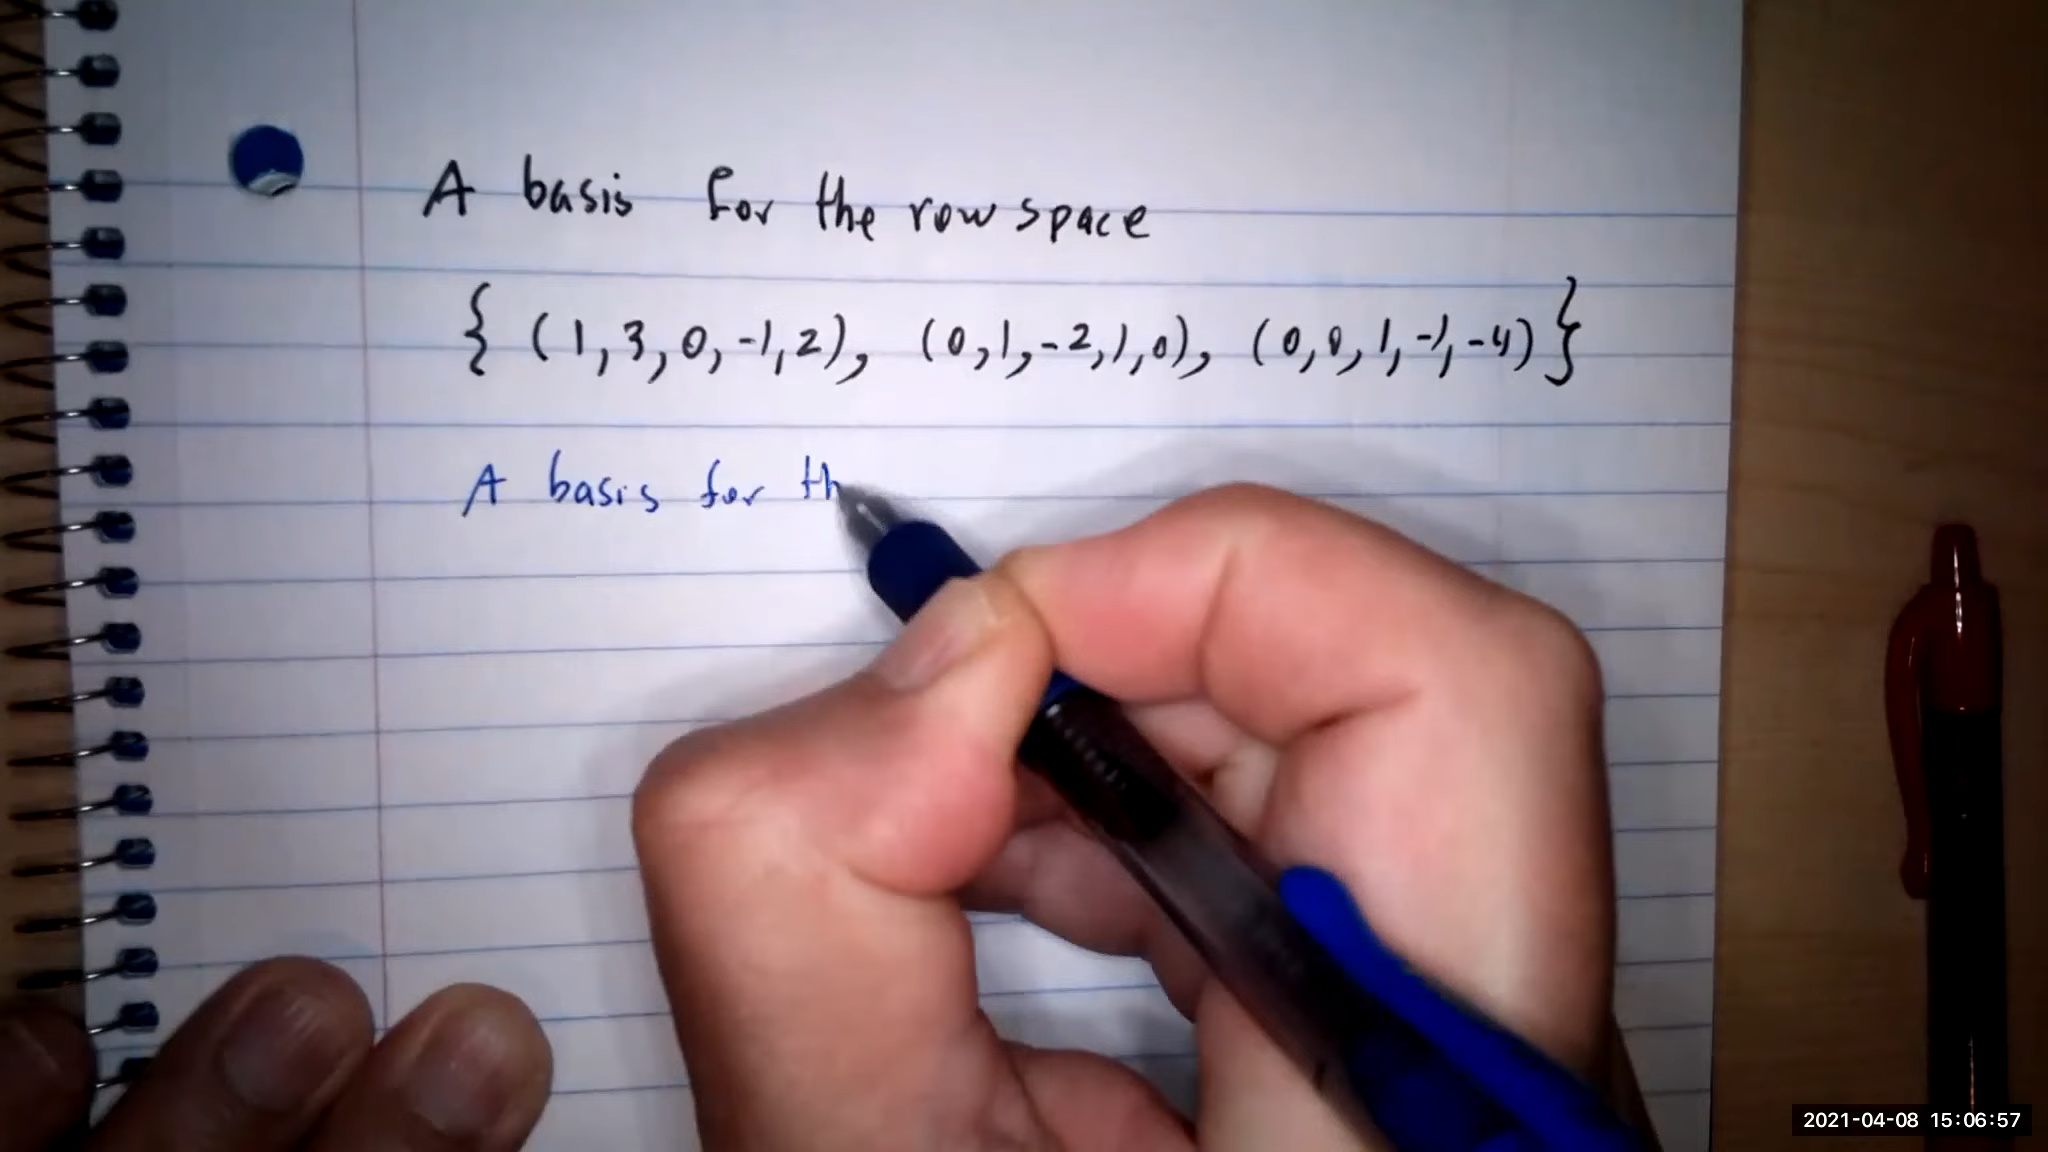 A basis for the row space
{ (1,3,0,-1,2), (0,1,-2,1,0), (0,0,1,-1,-4) }
A basis for th
2021-04-08 15:06:57